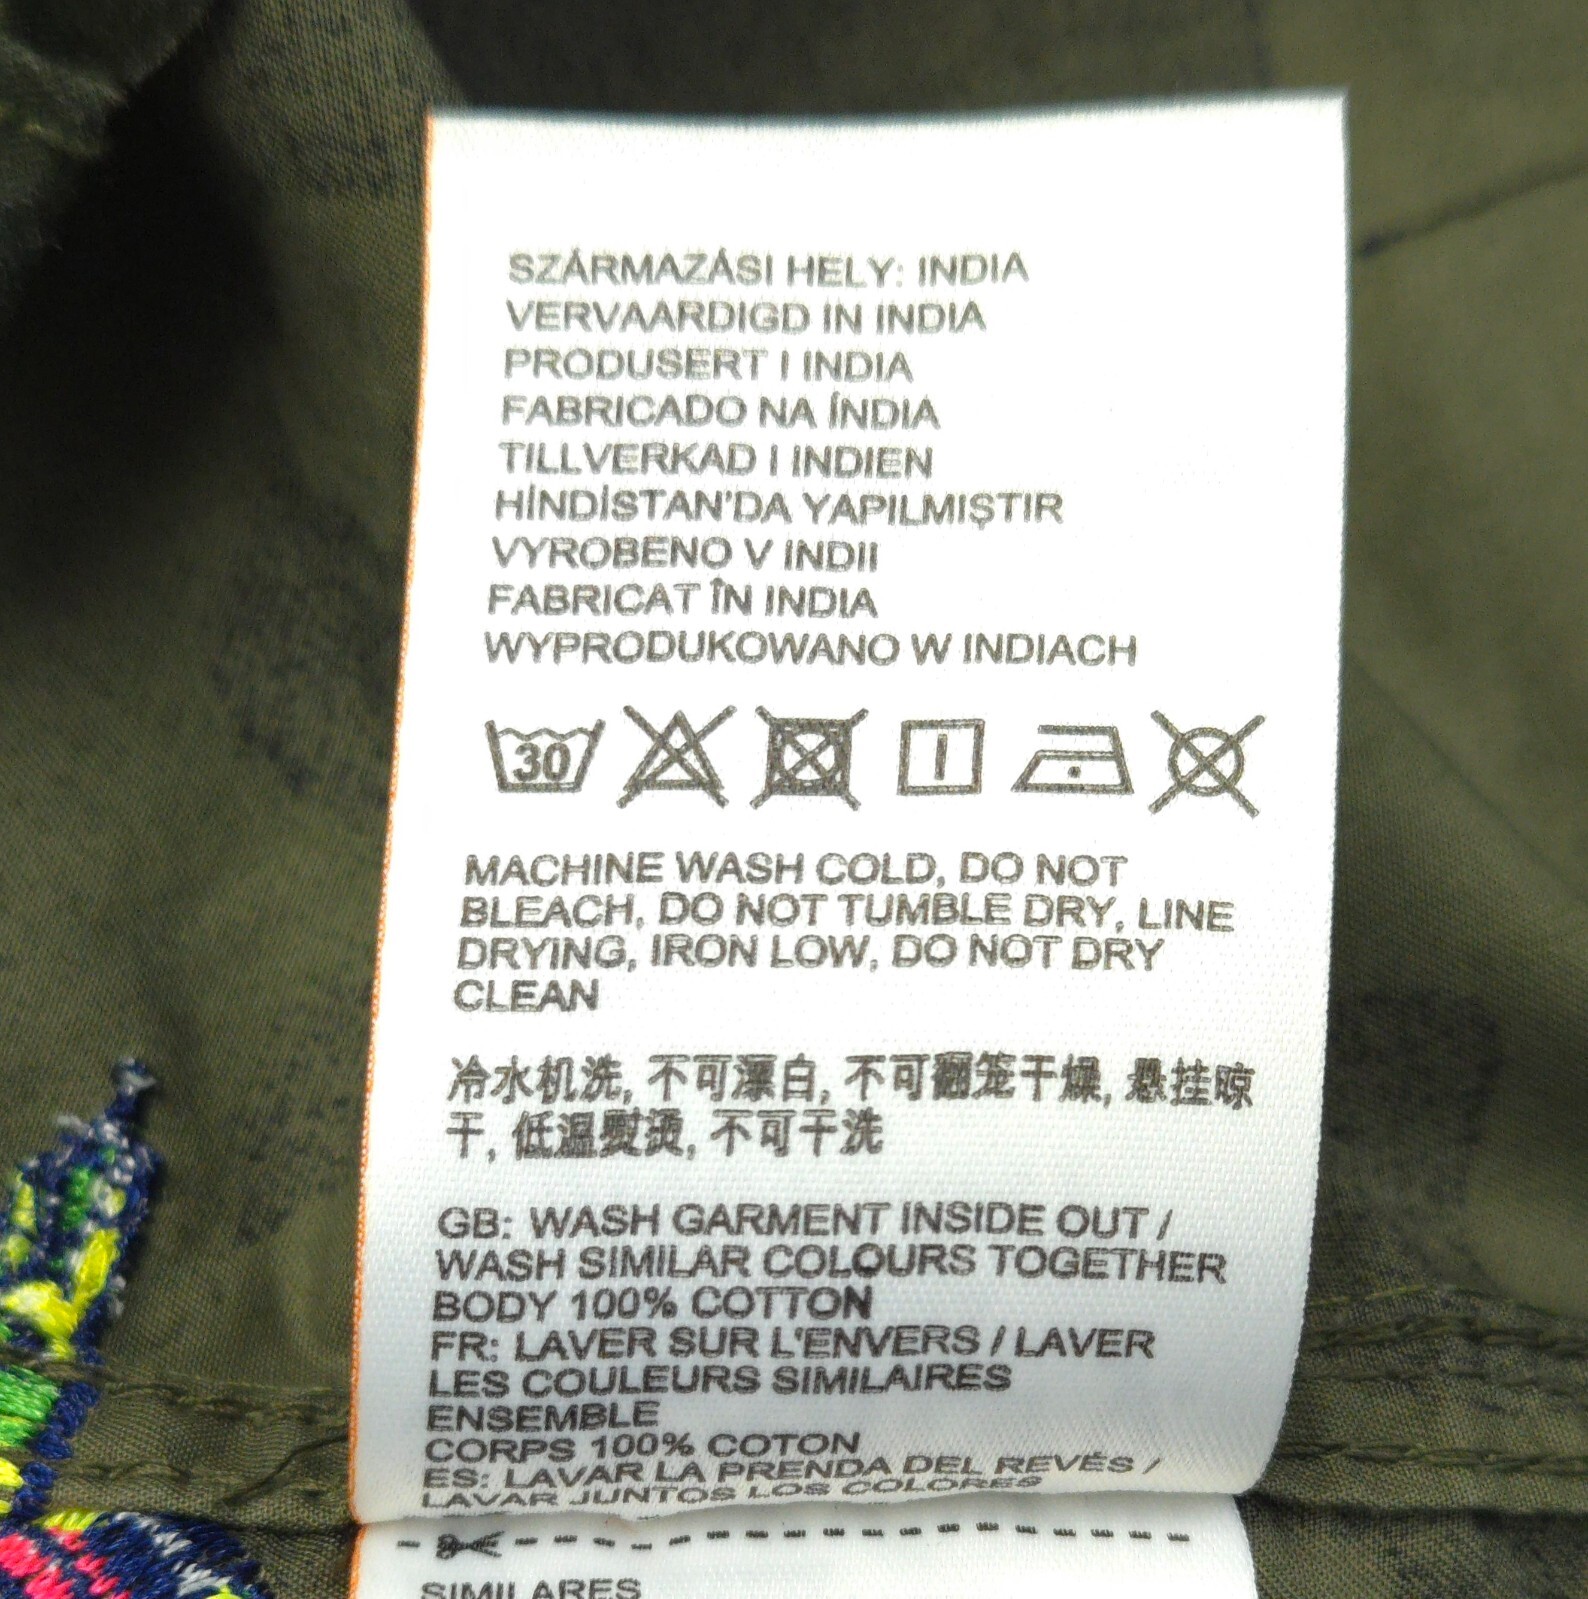 SZÁRMAZÁSI HELY: INDIA
VERVAARDIGD IN INDIA
PRODUSERT I INDIA
FABRICADO NA ÍNDIA
TILLVERKAD I INDIEN
HİNDİSTAN'DA YAPILMIŞTIR
VYROBENO V INDII
FABRICAT ÎN INDIA
WYPRODUKOWANO W INDIACH
30
MACHINE WASH COLD, DO NOT
BLEACH, DO NOT TUMBLE DRY, LINE
DRYING, IRON LOW, DO NOT DRY
CLEAN
冷水机洗, 不可漂白, 不可翻笼干燥, 悬挂晾
干, 低温熨烫, 不可干洗
GB: WASH GARMENT INSIDE OUT /
WASH SIMILAR COLOURS TOGETHER
BODY 100% COTTON
FR: LAVER SUR L'ENVERS / LAVER
LES COULEURS SIMILAIRES
ENSEMBLE
CORPS 100% COTON
ES: LAVAR LA PRENDA DEL REVÉS /
LAVAR JUNTOS LOS COLORES
SIMILARES